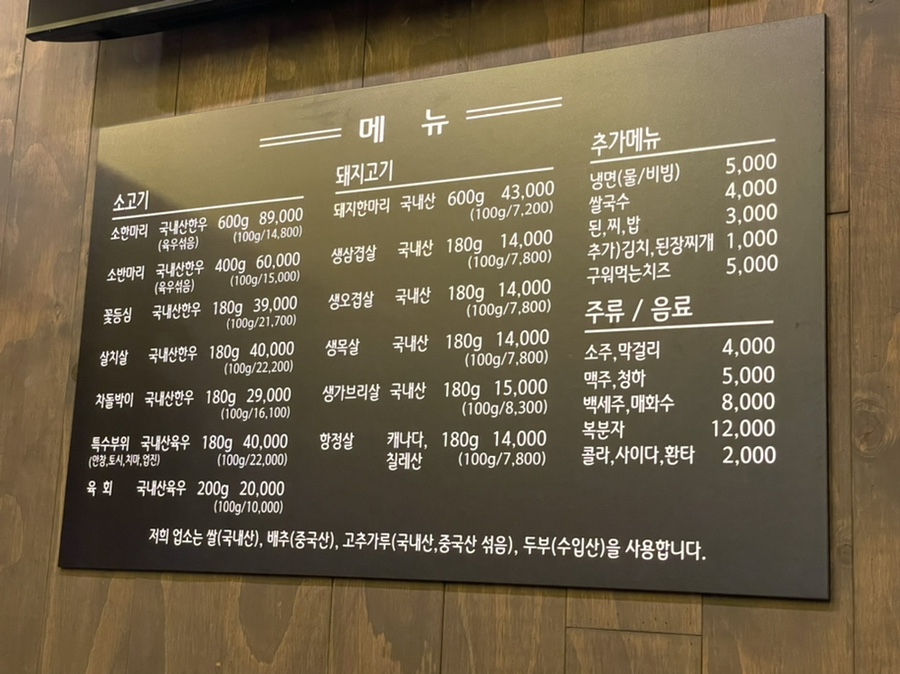 메 뉴
소고기
소한마리 국내산한우 600g 89,000
(육우섞음) (100g/14,800)
소반마리 국내산한우 400g 60,000
(육우섞음) (100g/15,000)
꽃등심 국내산한우 180g 39,000
(100g/21,700)
살치살 국내산한우 180g 40,000
(100g/22,200)
차돌박이 국내산한우 180g 29,000
(100g/16,100)
특수부위 국내산육우 180g 40,000
(안창,토시,치마,업진) (100g/22,000)
육 회 국내산육우 200g 20,000
(100g/10,000)
돼지고기
돼지한마리 국내산 600g 43,000
(100g/7,200)
생삼겹살 국내산 180g 14,000
(100g/7,800)
생오겹살 국내산 180g 14,000
(100g/7,800)
생목살 국내산 180g 14,000
(100g/7,800)
생가브리살 국내산 180g 15,000
(100g/8,300)
항정살 캐나다, 180g 14,000
칠레산 (100g/7,800)
추가메뉴
냉면(물/비빔) 5,000
쌀국수 4,000
된,찌,밥 3,000
추가)김치,된장찌개 1,000
구워먹는치즈 5,000
주류 / 음료
소주,막걸리 4,000
맥주,청하 5,000
백세주,매화수 8,000
복분자 12,000
콜라,사이다,환타 2,000
저희 업소는 쌀(국내산), 배추(중국산), 고추가루(국내산,중국산 섞음), 두부(수입산)을 사용합니다.